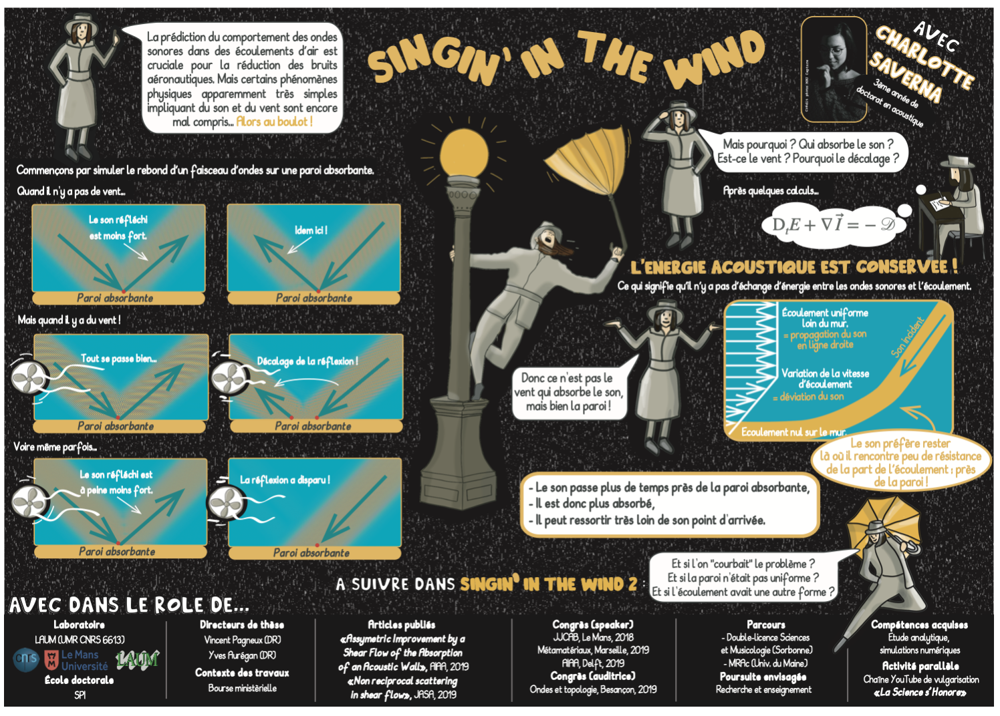 La prédiction du comportement des ondes
sonores dans des écoulements d'air est
cruciale pour la réduction des bruits
aéronautiques. Mais certains phénomènes
physiques apparemment très simples
impliquant du son et du vent sont encore
mal compris... Alors au boulot !
SINGIN' IN THE WIND
Crédit photo MXU Capture
AVEC
CHARLOTTE
SAVERNA
3ème année de
doctorat en acoustique
Commençons par simuler le rebond d'un faisceau d'ondes sur une paroi absorbante.
Quand il n'y a pas de vent...
Le son réfléchi
est moins fort.
Paroi absorbante
Idem ici !
Paroi absorbante
Mais quand il y a du vent !
Tout se passe bien...
Paroi absorbante
Décalage de la réflexion !
Paroi absorbante
Voire même parfois...
Le son réfléchi est
à peine moins fort.
Paroi absorbante
La réflexion a disparu !
Paroi absorbante
Mais pourquoi ? Qui absorbe le son ?
Est-ce le vent ? Pourquoi le décalage ?
Après quelques calculs...
DₜE + ∇I⃗ = − 𝒟
L'ENERGIE ACOUSTIQUE EST CONSERVEE !
Ce qui signifie qu'il n'y a pas d'échange d'énergie entre les ondes sonores et l'écoulement.
Donc ce n'est pas le
vent qui absorbe le son,
mais bien la paroi !
Écoulement uniforme
loin du mur.
= propagation du son
en ligne droite
Son incident
Variation de la vitesse
d'écoulement
= déviation du son
Ecoulement nul sur le mur.
Le son préfère rester
là où il rencontre peu de résistance
de la part de l'écoulement : près
de la paroi !
- Le son passe plus de temps près de la paroi absorbante,
- Il est donc plus absorbé,
- Il peut ressortir très loin de son point d'arrivée.
Et si l'on "courbait" le problème ?
Et si la paroi n'était pas uniforme ?
Et si l'écoulement avait une autre forme ?
A SUIVRE DANS SINGIN' IN THE WIND 2 :
AVEC DANS LE ROLE DE...
Laboratoire
LAUM (UMR CNRS 6613)
cnrs
Le Mans
Université
LAUM
École doctorale
SPI
Directeurs de thèse
Vincent Pagneux (DR)
Yves Aurégan (DR)
Contexte des travaux
Bourse ministèrielle
Articles publiés
«Assymetric Improvement by a
Shear Flow of the Absorption
of an Acoustic Wall», AIAA, 2019
«Non reciprocal scattering
in shear flow», JASA, 2019
Congrès (speaker)
JJCAB, Le Mans, 2018
Métamatériaux, Marseille, 2019
AIAA, Delft, 2019
Congrès (auditrice)
Ondes et topologie, Besançon, 2019
Parcours
- Double-licence Sciences
et Musicologie (Sorbonne)
- MRAc (Univ. du Maine)
Poursuite envisagée
Recherche et enseignement
Compétences acquises
Etude analytique,
simulations numériques
Activité parallèle
Chaîne YouTube de vulgarisation
«La Science s'Honore»